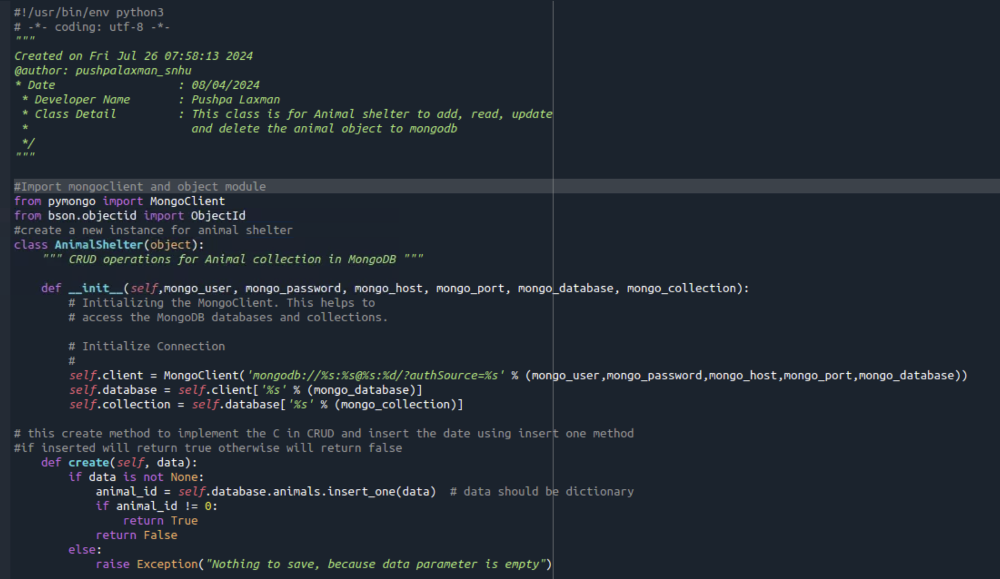 #!/usr/bin/env python3
# -*- coding: utf-8 -*-
"""
Created on Fri Jul 26 07:58:13 2024
@author: pushpalaxman_snhu
* Date                  : 08/04/2024
 * Developer Name       : Pushpa Laxman
 * Class Detail         : This class is for Animal shelter to add, read, update
 *                        and delete the animal object to mongodb
 */
"""
#Import mongoclient and object module
from pymongo import MongoClient
from bson.objectid import ObjectId
#create a new instance for animal shelter
class AnimalShelter(object):
    """ CRUD operations for Animal collection in MongoDB """
    def __init__(self,mongo_user, mongo_password, mongo_host, mongo_port, mongo_database, mongo_collection):
        # Initializing the MongoClient. This helps to
        # access the MongoDB databases and collections.
        # Initialize Connection
        #
        self.client = MongoClient('mongodb://%s:%s@%s:%d/?authSource=%s' % (mongo_user,mongo_password,mongo_host,mongo_port,mongo_database))
        self.database = self.client['%s' % (mongo_database)]
        self.collection = self.database['%s' % (mongo_collection)]
# this create method to implement the C in CRUD and insert the date using insert one method
#if inserted will return true otherwise will return false
    def create(self, data):
        if data is not None:
            animal_id = self.database.animals.insert_one(data)  # data should be dictionary
            if animal_id != 0:
                return True
            return False
        else:
            raise Exception("Nothing to save, because data parameter is empty")